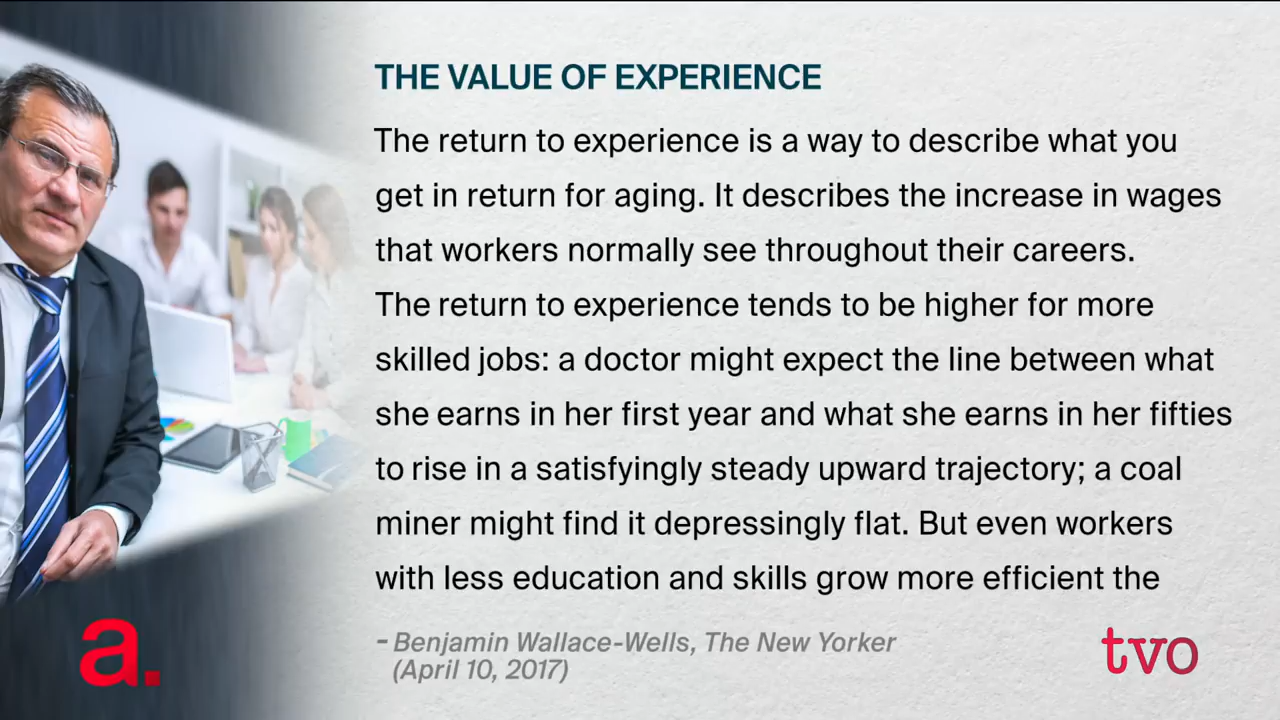 THE VALUE OF EXPERIENCE
The return to experience is a way to describe what you
get in return for aging. It describes the increase in wages
that workers normally see throughout their careers.
The return to experience tends to be higher for more
skilled jobs: a doctor might expect the line between what
she earns in her first year and what she earns in her fifties
to rise in a satisfyingly steady upward trajectory; a coal
miner might find it depressingly flat. But even workers
with less education and skills grow more efficient the
- Benjamin Wallace-Wells, The New Yorker
(April 10, 2017)
a.
tvo